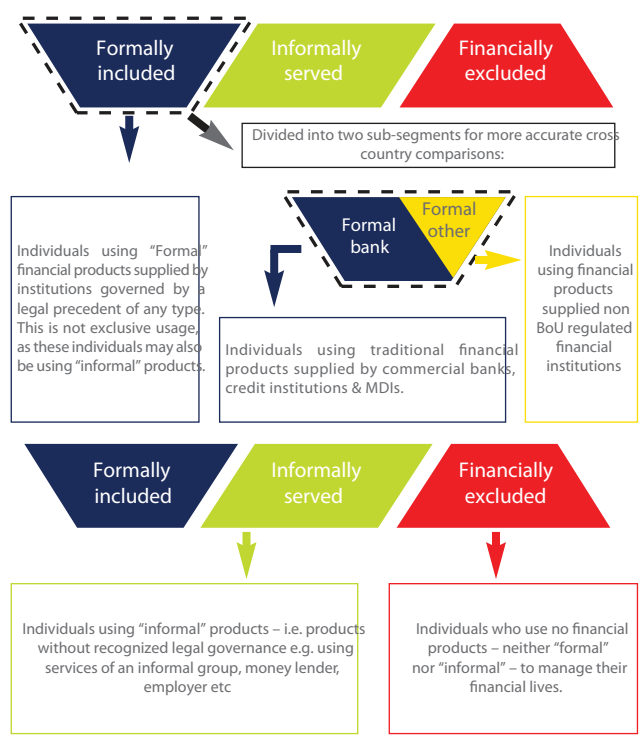 Formally
included
Informally
served
Financially
excluded
Divided into two sub-segments for more accurate cross
country comparisons:
Individuals using “Formal”
financial products supplied by
institutions governed by a
legal precedent of any type.
This is not exclusive usage,
as these individuals may also
be using “informal” products.
Formal
bank
Formal
other
Individuals using traditional financial
products supplied by commercial banks,
credit institutions & MDIs.
Individuals
using financial
products
supplied non
BoU regulated
financial
institutions
Formally
included
Informally
served
Financially
excluded
Individuals using “informal” products – i.e. products
without recognized legal governance e.g. using
services of an informal group, money lender,
employer etc
Individuals who use no financial
products – neither “formal”
nor “informal” – to manage their
financial lives.